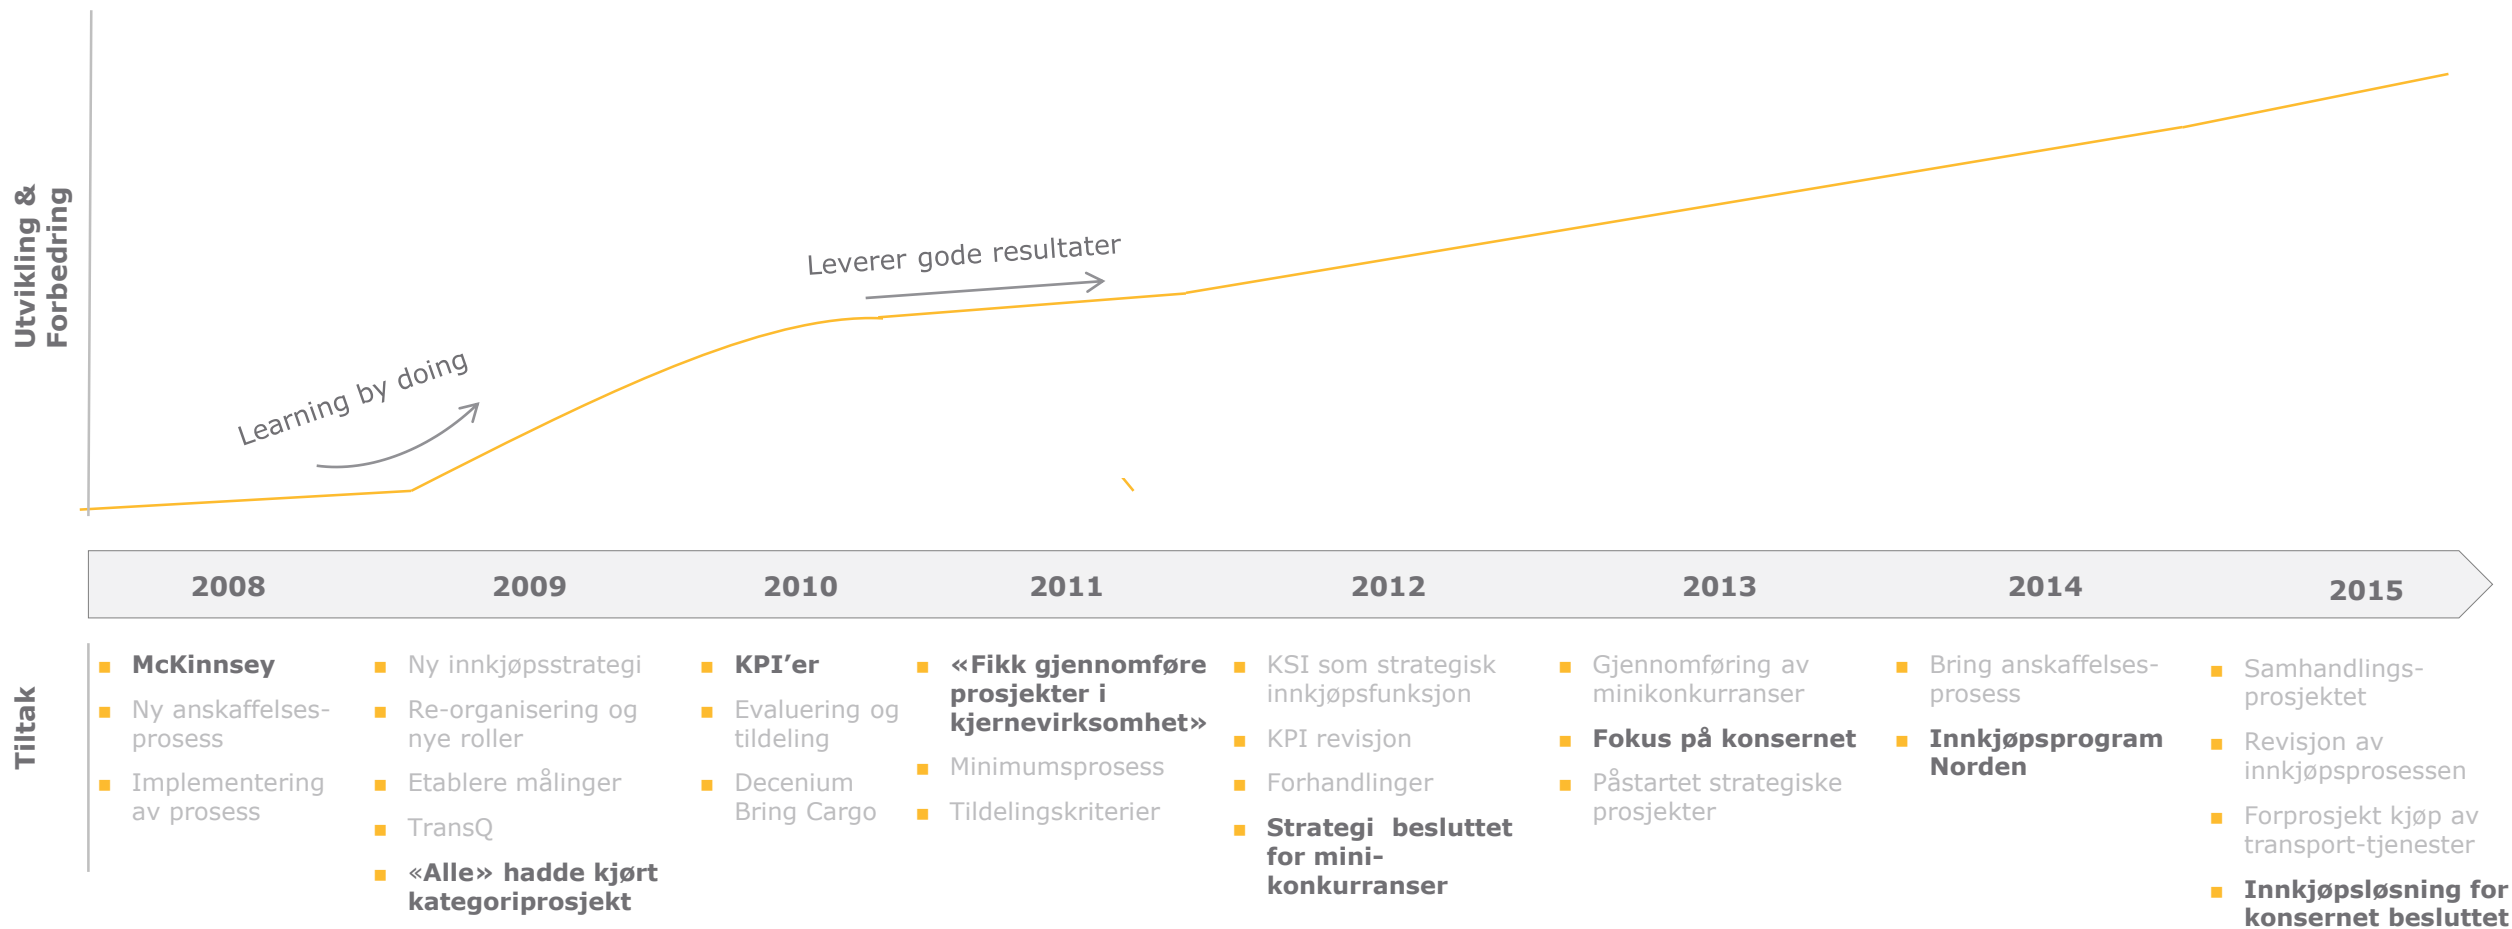 Utvikling &
Forbedring
Learning by doing
Leverer gode resultater
2008
2009
2010
2011
2012
2013
2014
2015
Tiltak
McKinnsey
Ny anskaffelses-
prosess
Implementering
av prosess
Ny innkjøpsstrategi
Re-organisering og
nye roller
Etablere målinger
TransQ
«Alle» hadde kjørt
kategoriprosjekt
KPI’er
Evaluering og
tildeling
Decenium
Bring Cargo
«Fikk gjennomføre
prosjekter i
kjernevirksomhet»
Minimumsprosess
Tildelingskriterier
KSI som strategisk
innkjøpsfunksjon
KPI revisjon
Forhandlinger
Strategi besluttet
for mini-
konkurranser
Gjennomføring av
minikonkurranser
Fokus på konsernet
Påstartet strategiske
prosjekter
Bring anskaffelses-
prosess
Innkjøpsprogram
Norden
Samhandlings-
prosjektet
Revisjon av
innkjøpsprosessen
Forprosjekt kjøp av
transport-tjenester
Innkjøpsløsning for
konsernet besluttet